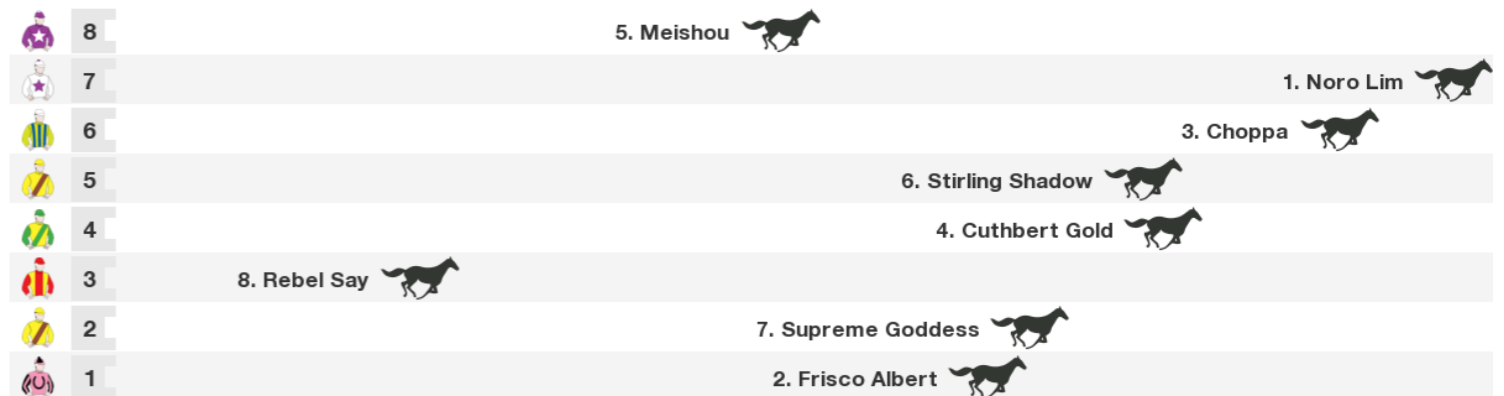 8 5. Meishou
7 1. Noro Lim
6 3. Choppa
5 6. Stirling Shadow
4 4. Cuthbert Gold
3 8. Rebel Say
2 7. Supreme Goddess
1 2. Frisco Albert